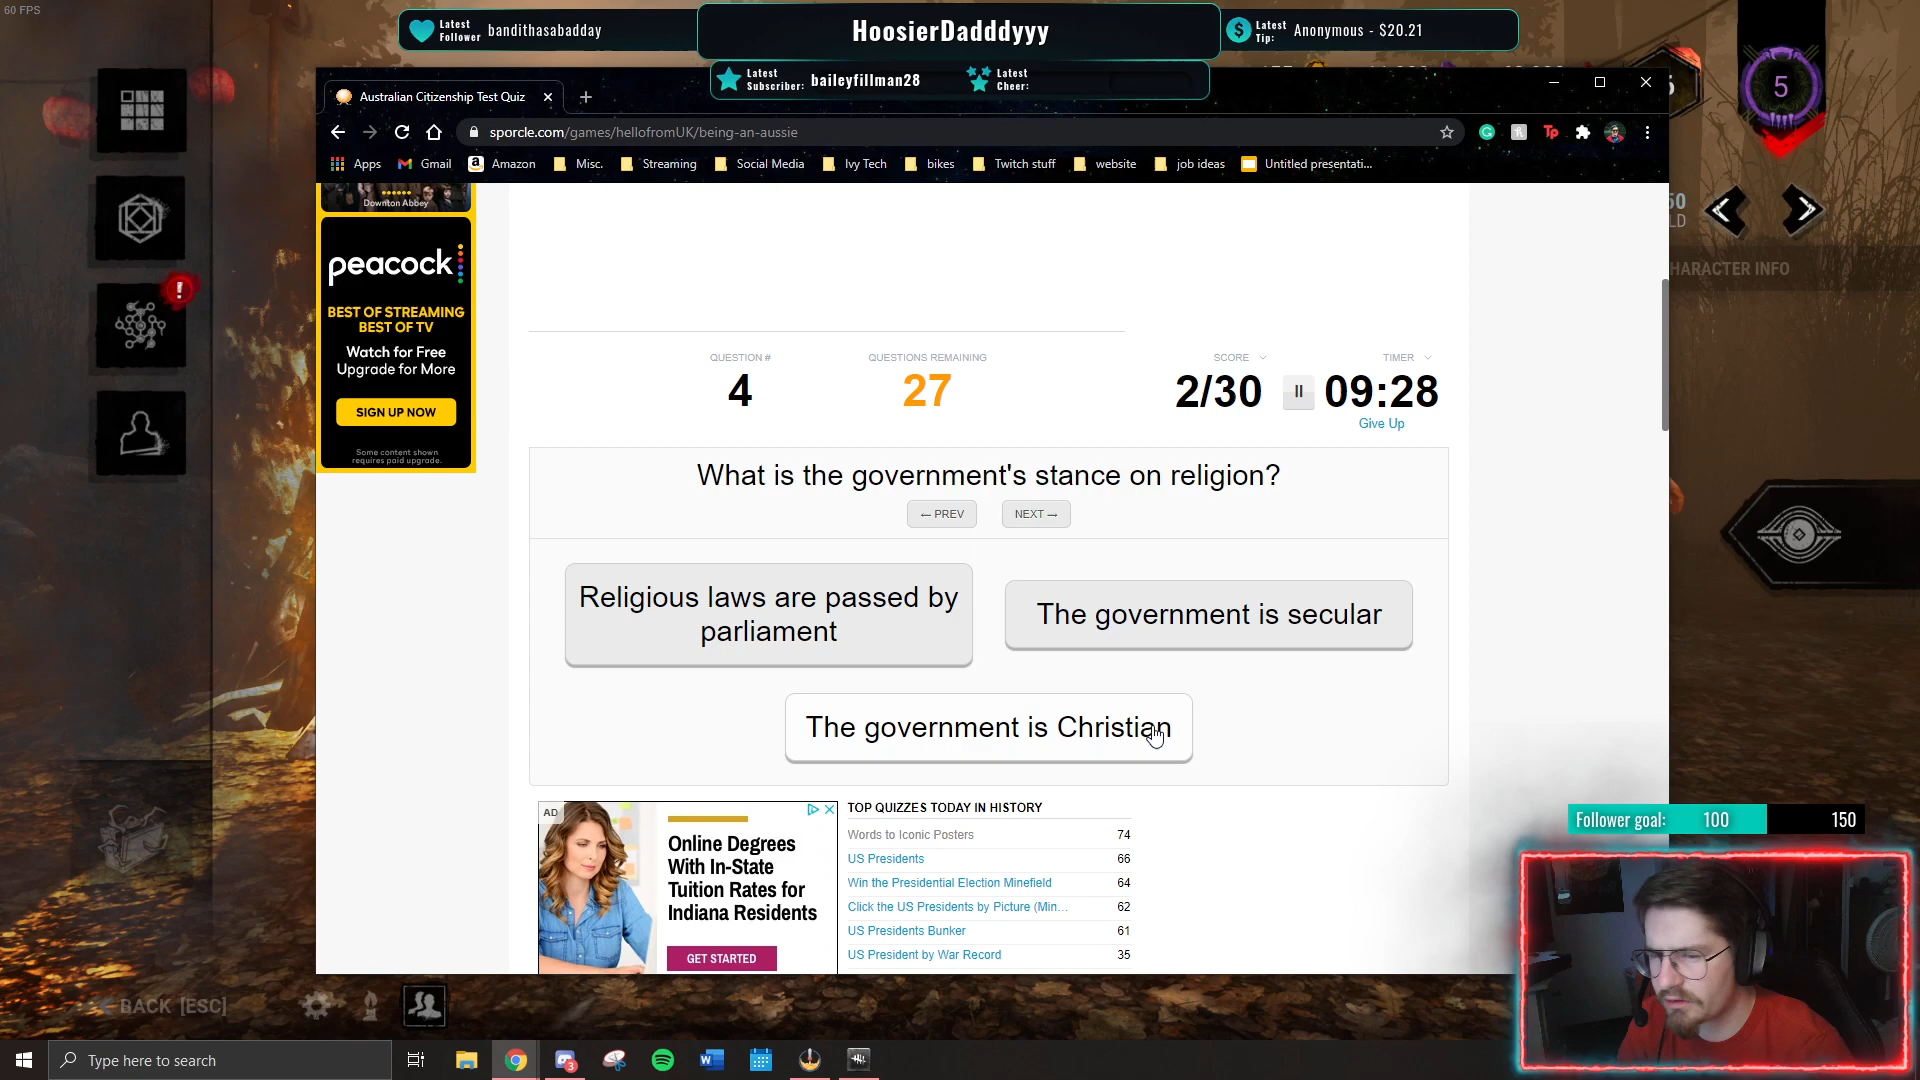 60 FPS
Latest Follower bandithasabadday
HoosierDadddyyy
Latest Tip: Anonymous - $20.21
Latest Subscriber: baileyfillman28
Latest Cheer:
Australian Citizenship Test Quiz
sporcle.com/games/hellofromUK/being-an-aussie
Apps
Gmail
Amazon
Misc.
Streaming
Social Media
Ivy Tech
bikes
Twitch stuff
website
job ideas
Untitled presentati...
5
Downton Abbey
peacock
BEST OF STREAMING
BEST OF TV
Watch for Free
Upgrade for More
SIGN UP NOW
Some content shown
requires paid upgrade.
HARACTER INFO
QUESTION #
4
QUESTIONS REMAINING
27
SCORE
2/30
TIMER
09:28
Give Up
What is the government's stance on religion?
← PREV
NEXT →
Religious laws are passed by
parliament
The government is secular
The government is Christian
AD
Online Degrees
With In-State
Tuition Rates for
Indiana Residents
GET STARTED
TOP QUIZZES TODAY IN HISTORY
Words to Iconic Posters 74
US Presidents 66
Win the Presidential Election Minefield 64
Click the US Presidents by Picture (Min... 62
US Presidents Bunker 61
US President by War Record 35
Follower goal: 100 150
BACK [ESC]
Type here to search